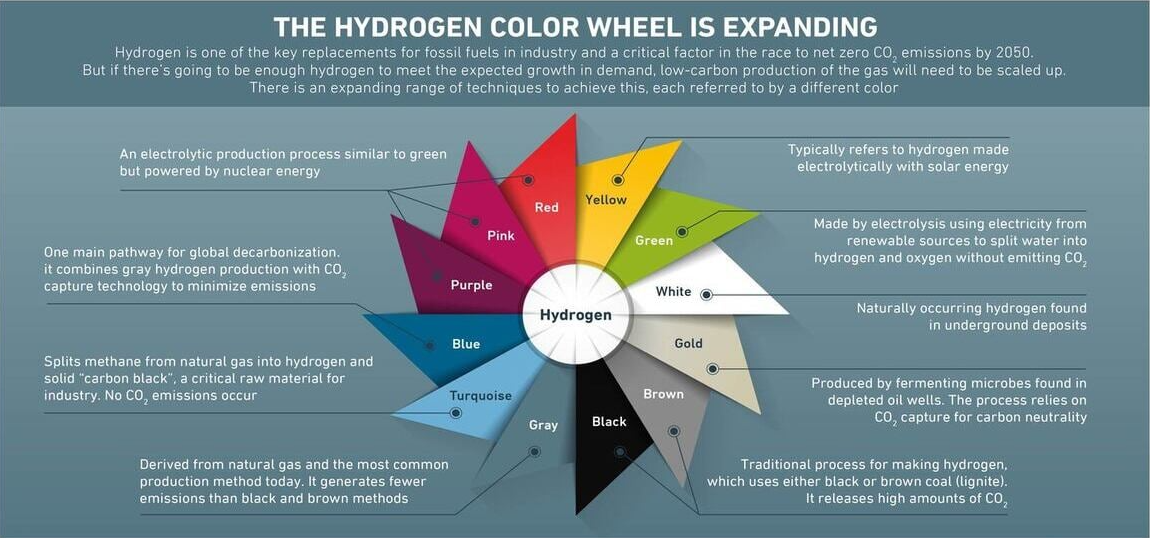 THE HYDROGEN COLOR WHEEL IS EXPANDING
Hydrogen is one of the key replacements for fossil fuels in industry and a critical factor in the race to net zero CO₂ emissions by 2050.
But if there's going to be enough hydrogen to meet the expected growth in demand, low-carbon production of the gas will need to be scaled up.
There is an expanding range of techniques to achieve this, each referred to by a different color
An electrolytic production process similar to green
but powered by nuclear energy
One main pathway for global decarbonization.
it combines gray hydrogen production with CO₂
capture technology to minimize emissions
Splits methane from natural gas into hydrogen and
solid "carbon black", a critical raw material for
industry. No CO₂ emissions occur
Derived from natural gas and the most common
production method today. It generates fewer
emissions than black and brown methods
Red
Yellow
Pink
Green
Purple
White
Hydrogen
Blue
Gold
Turquoise
Brown
Gray
Black
Typically refers to hydrogen made
electrolytically with solar energy
Made by electrolysis using electricity from
renewable sources to split water into
hydrogen and oxygen without emitting CO₂
Naturally occurring hydrogen found
in underground deposits
Produced by fermenting microbes found in
depleted oil wells. The process relies on
CO₂ capture for carbon neutrality
Traditional process for making hydrogen,
which uses either black or brown coal (lignite).
It releases high amounts of CO₂